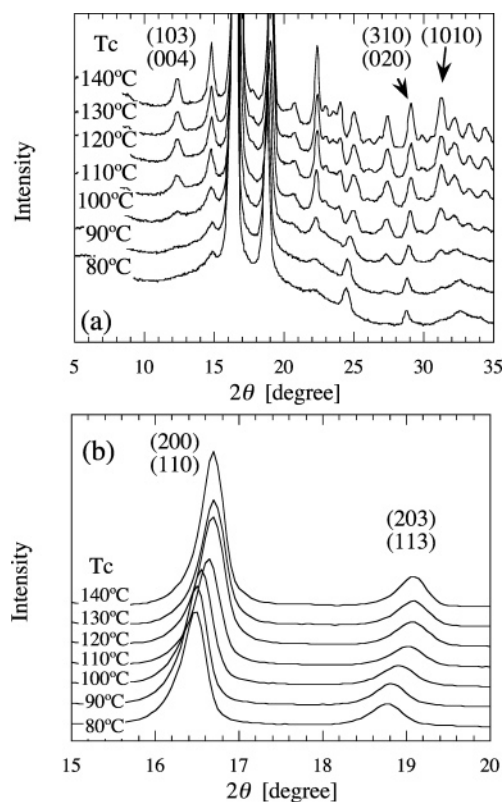 Tc
(103)
(004)
(310)
(020)
(1010)
140ºC
130ºC
120ºC
110ºC
100ºC
90ºC
80ºC
Intensity
(a)
5 10 15 20 25 30 35
2θ [degree]
(b)
(200)
(110)
(203)
(113)
Tc
140ºC
130ºC
120ºC
110ºC
100ºC
90ºC
80ºC
Intensity
15 16 17 18 19 20
2θ [degree]